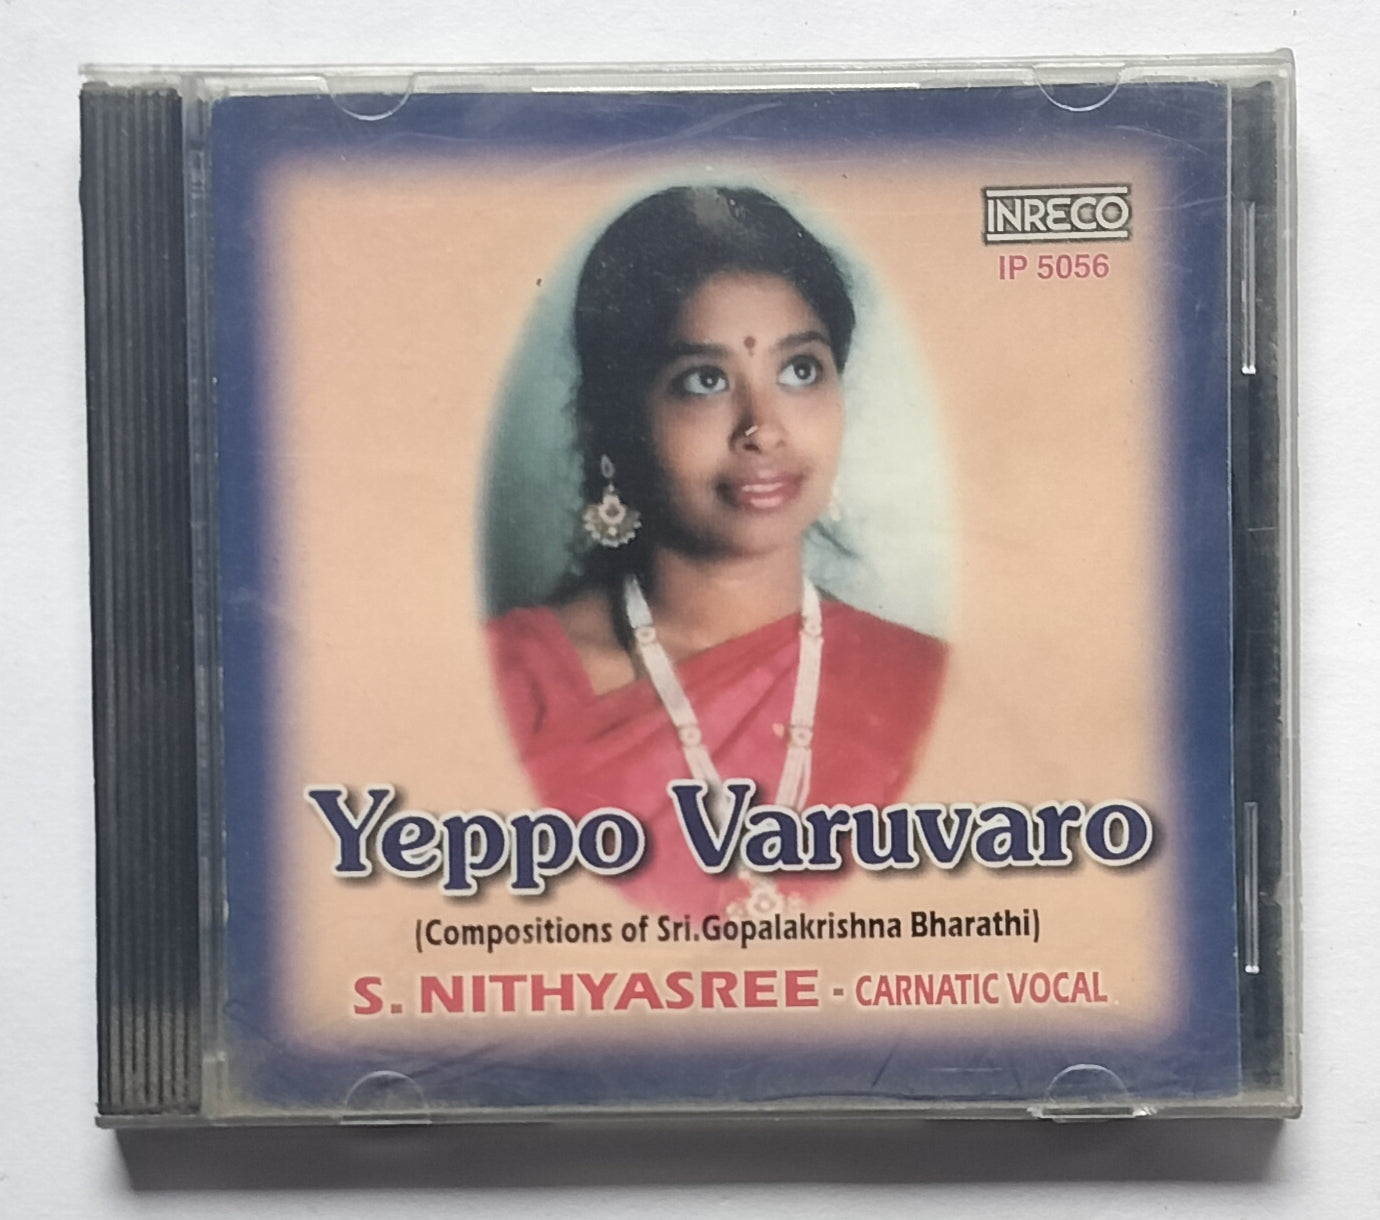 INRECO
IP 5056
Yeppo Varuvaro
(Compositions of Sri.Gopalakrishna Bharathi)
S. NITHYASREE - CARNATIC VOCAL